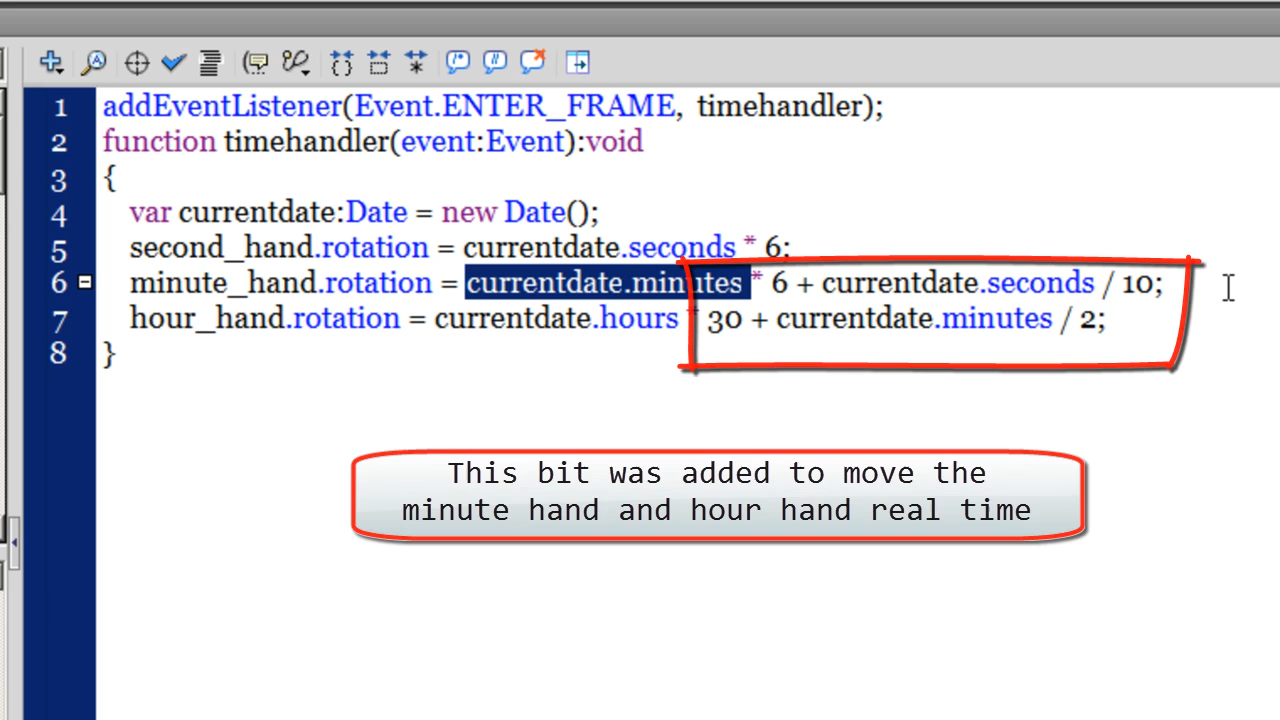 1 addEventListener(Event.ENTER_FRAME, timehandler);
2 function timehandler(event:Event):void
3 {
4 var currentdate:Date = new Date();
5 second_hand.rotation = currentdate.seconds * 6;
6 minute_hand.rotation = currentdate.minutes * 6 + currentdate.seconds / 10;
7 hour_hand.rotation = currentdate.hours * 30 + currentdate.minutes / 2;
8 }
This bit was added to move the
minute hand and hour hand real time